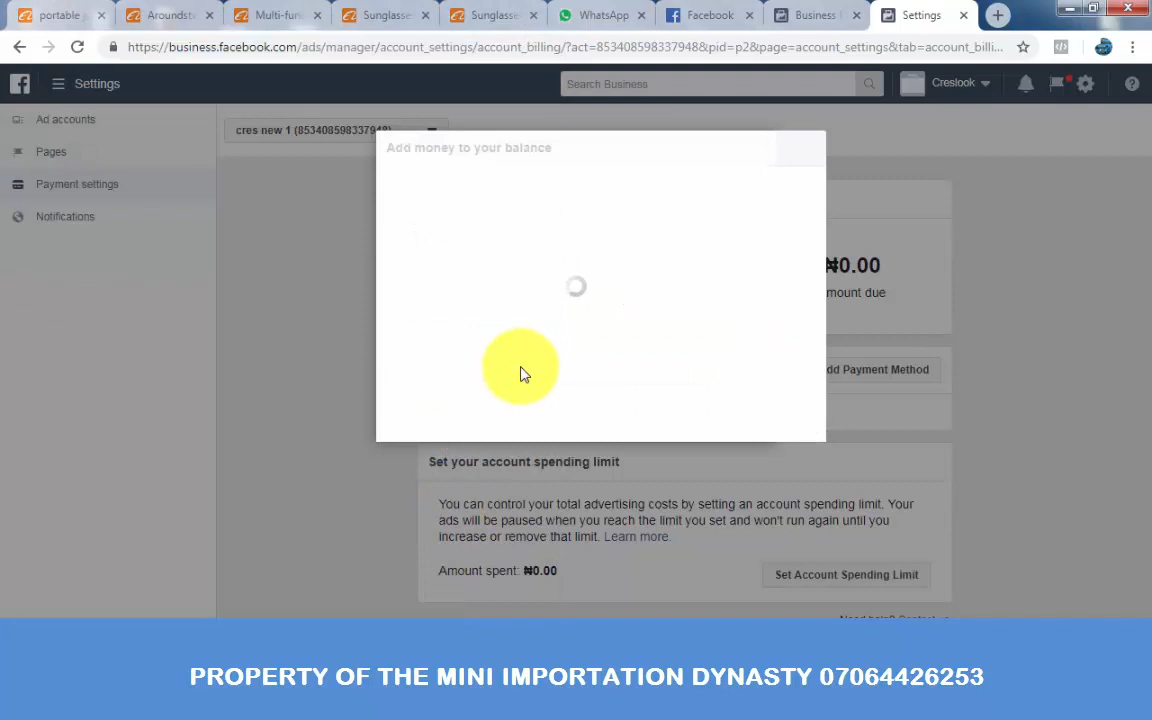 portable
Aroundst
Multi-fun
Sunglasse
Sunglasse
WhatsApp
Facebook
Business
Settings
https://business.facebook.com/ads/manager/account_settings/account_billing/?act=853408598337948&pid=p2&page=account_settings&tab=account_billi...
Settings
Search Business
Creslook
Ad accounts
Pages
Payment settings
Notifications
cres new 1 (853408598337948)
Add money to your balance
₦0.00
mount due
dd Payment Method
Set your account spending limit
You can control your total advertising costs by setting an account spending limit. Your
ads will be paused when you reach the limit you set and won't run again until you
increase or remove that limit. Learn more.
Amount spent: ₦0.00
Set Account Spending Limit
PROPERTY OF THE MINI IMPORTATION DYNASTY 07064426253